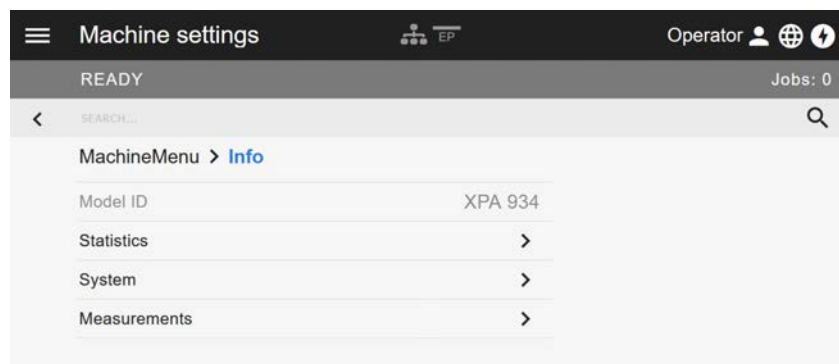 Machine settings EP Operator
READY Jobs: 0
SEARCH...
MachineMenu > Info
Model ID XPA 934
Statistics
System
Measurements